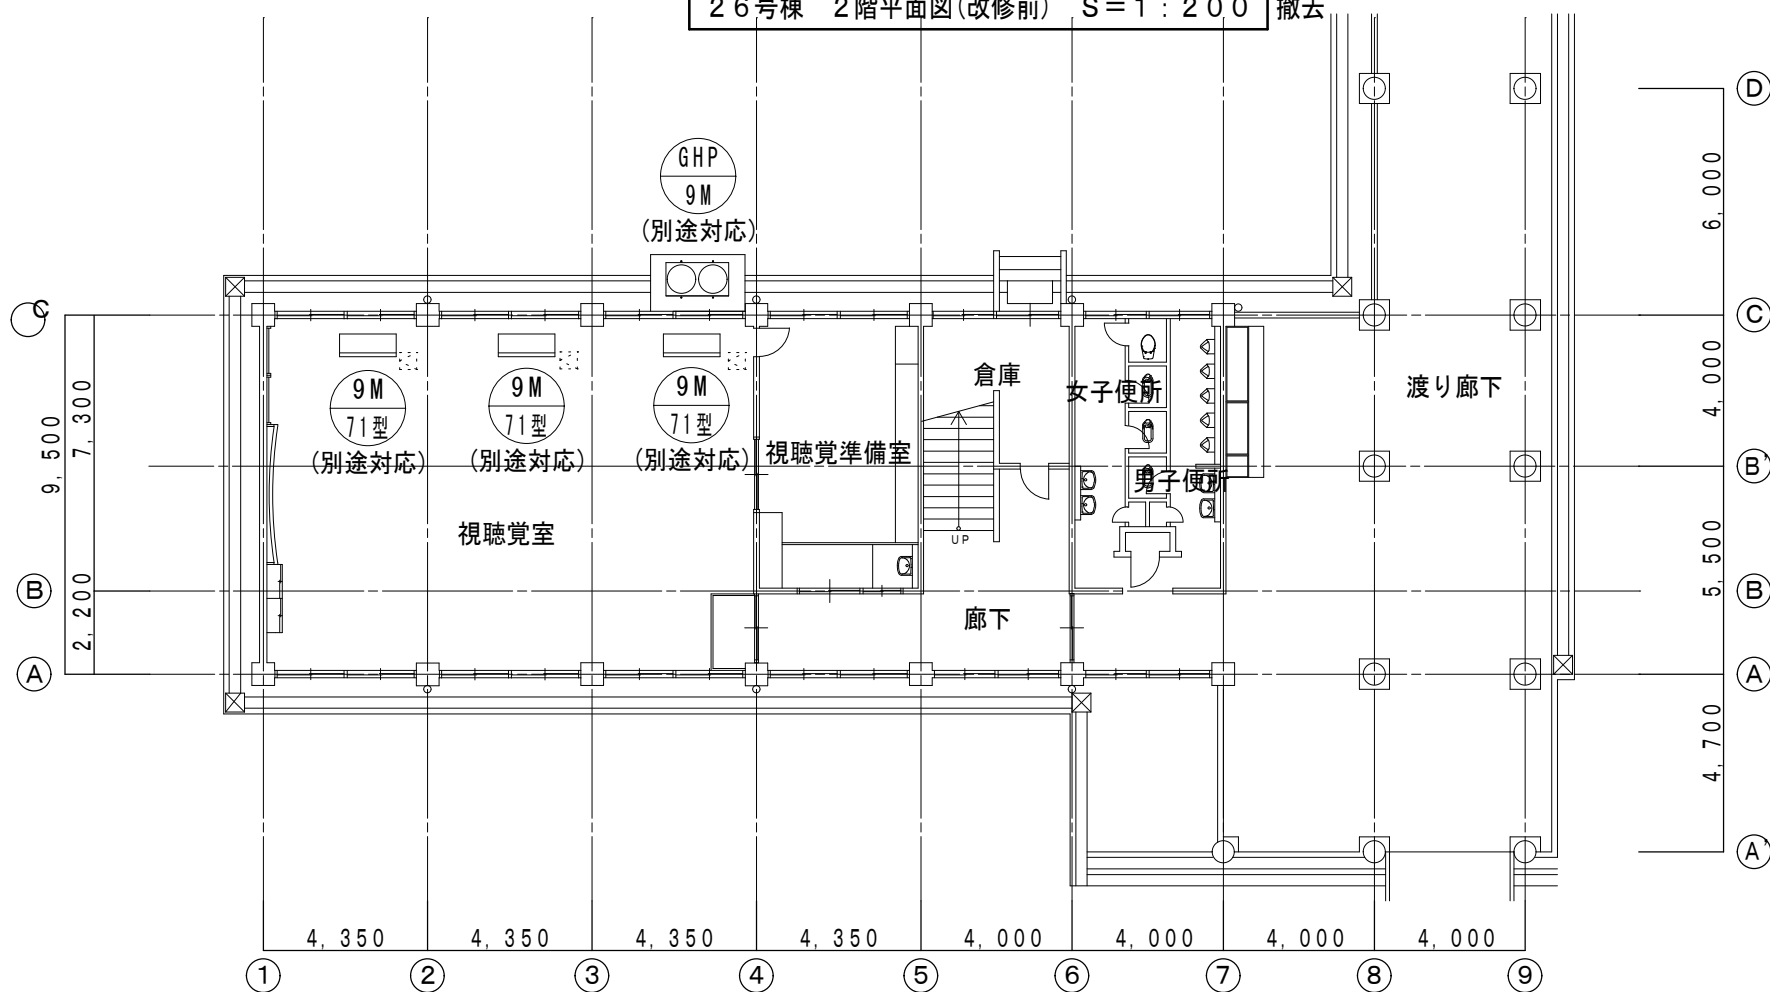 26号棟 2階平面図(改修前) S=1:200 撤去
D
6,000
GHP
9M
(別途対応)
C
C
7,300
9,500
4,000
倉庫
女子便所
渡り廊下
9M
71型
(別途対応)
9M
71型
(別途対応)
9M
71型
(別途対応)
視聴覚準備室
B'
男子便所
視聴覚室
UP
5,500
B
2,200
廊下
B
A
A
4,700
A'
4,350
4,350
4,350
4,350
4,000
4,000
4,000
4,000
1
2
3
4
5
6
7
8
9